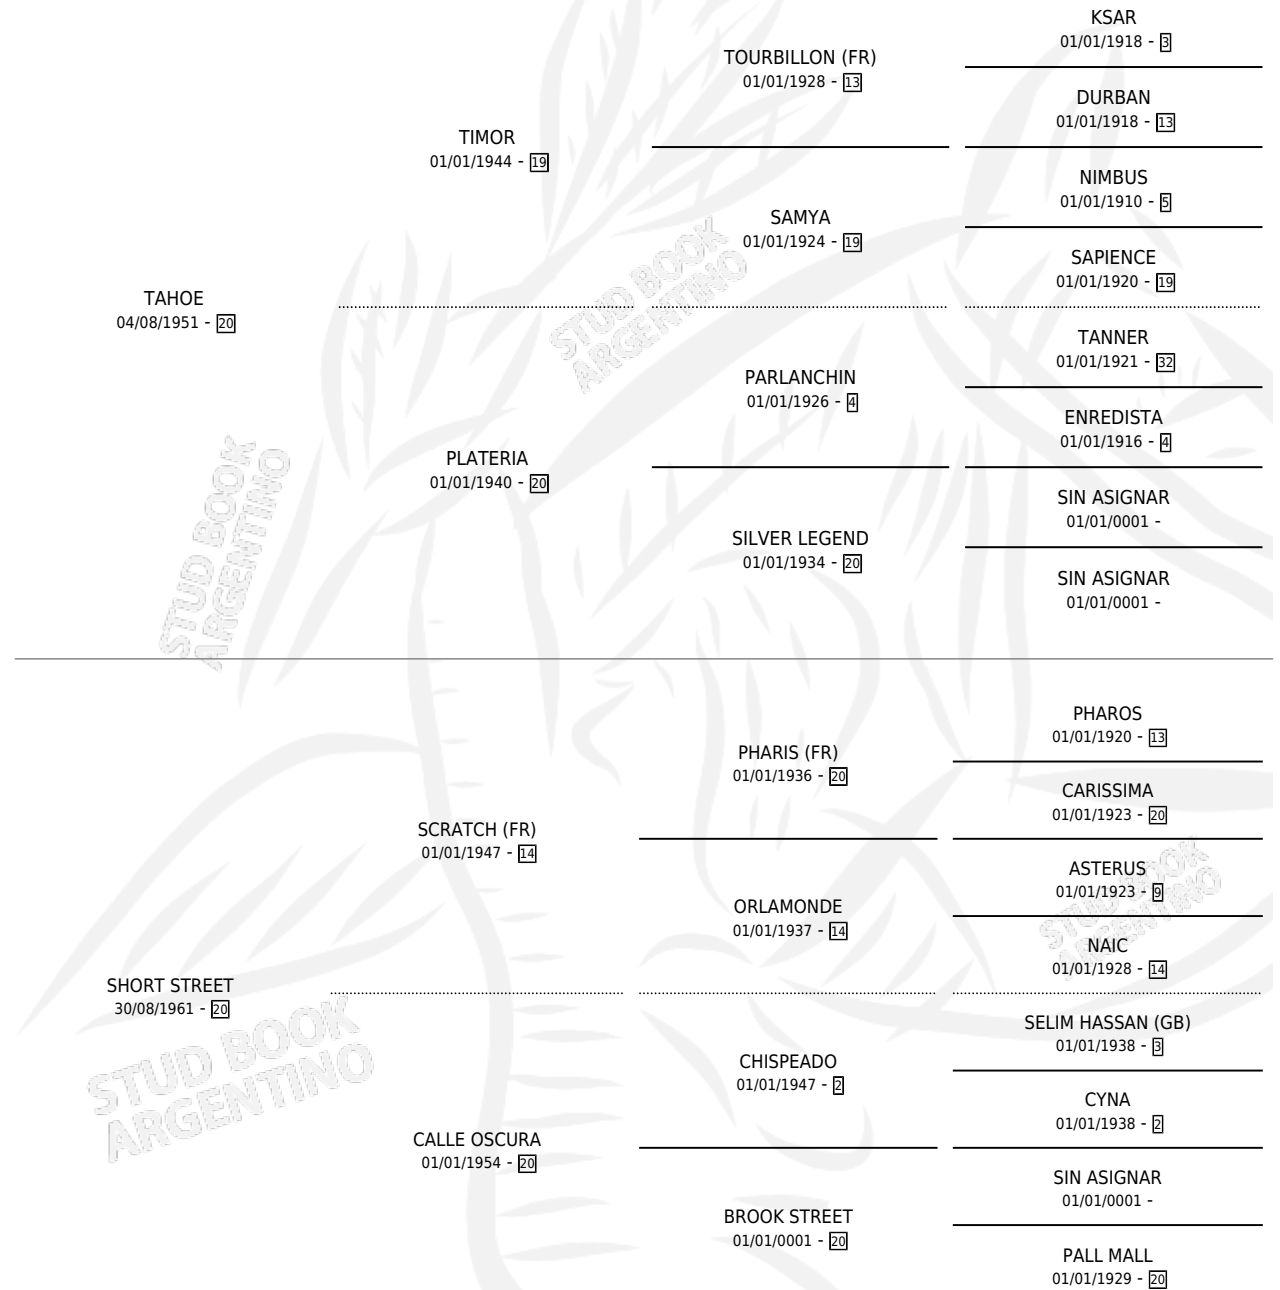 KSAR
01/01/1918 - 3
TOURBILLON (FR)
01/01/1928 - 13
DURBAN
01/01/1918 - 13
TIMOR
01/01/1944 - 19
NIMBUS
01/01/1910 - 5
SAMYA
01/01/1924 - 19
SAPIENCE
01/01/1920 - 19
TAHOE
04/08/1951 - 20
STUD BOOK
ARGENTINO
TANNER
01/01/1921 - 32
PARLANCHIN
01/01/1926 - 4
ENREDISTA
01/01/1916 - 4
PLATERIA
01/01/1940 - 20
SIN ASIGNAR
01/01/0001 -
SILVER LEGEND
01/01/1934 - 20
SIN ASIGNAR
01/01/0001 -
STUD BOOK
ARGENTINO
PHAROS
01/01/1920 - 13
PHARIS (FR)
01/01/1936 - 20
CARISSIMA
01/01/1923 - 20
SCRATCH (FR)
01/01/1947 - 14
ASTERUS
01/01/1923 - 9
ORLAMONDE
01/01/1937 - 14
STUD BOOK
ARGENTINO
NAIC
01/01/1928 - 14
SHORT STREET
30/08/1961 - 20
SELIM HASSAN (GB)
01/01/1938 - 3
STUD BOOK
ARGENTINO
CHISPEADO
01/01/1947 - 2
CYNA
01/01/1938 - 2
CALLE OSCURA
01/01/1954 - 20
SIN ASIGNAR
01/01/0001 -
BROOK STREET
01/01/0001 - 20
PALL MALL
01/01/1929 - 20